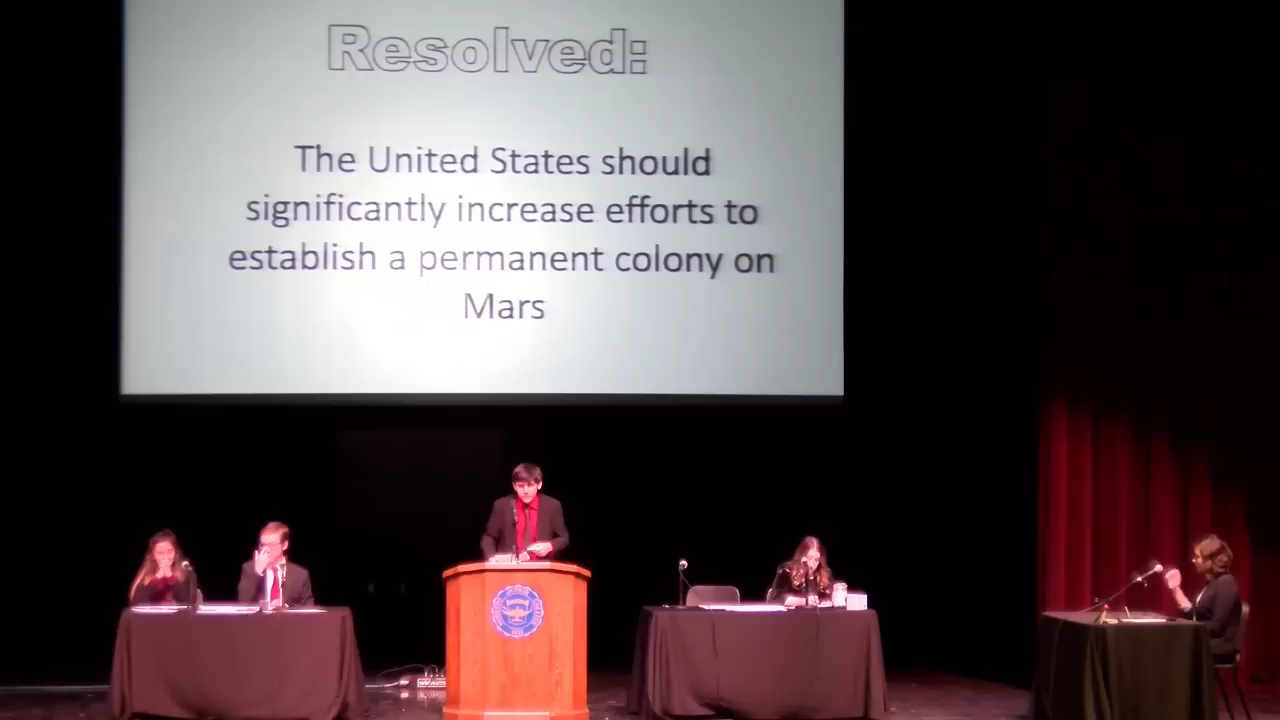 Resolved:
The United States should
significantly increase efforts to
establish a permanent colony on
Mars